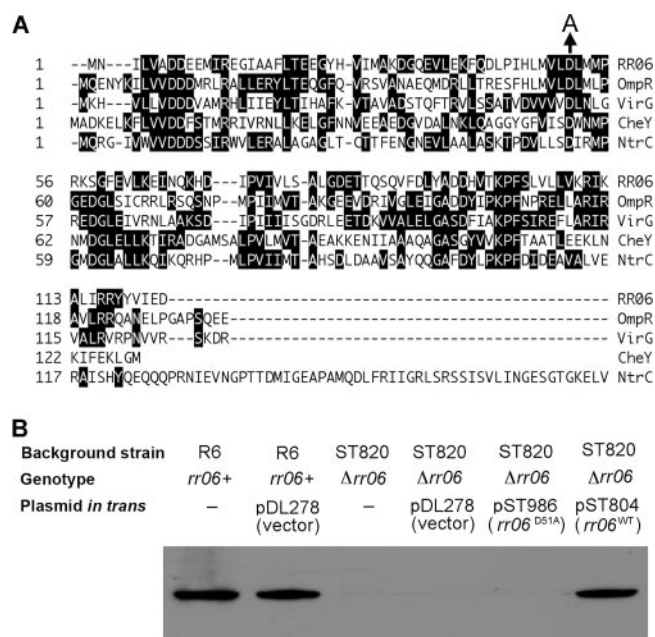 A
A
1 --MN---ILVADDEEMIREGIAAFLTEEGYH-VIMAKDGQEVLEKFQDLPIHLMVLDLMMP RR06
1 -MQENYKILVVDDDMRLRALLERYLTEQGFQ-VRSVANAEQMDRLLTRESFHLMVLDLMLP OmpR
1 -MKH---VLLVDDDVAMRHLIIEYLTIHAFK-VTAVADSTQFTRVLSSATVDVVVVDLNLG VirG
1 MADKELKFLVVDDFSTMRRIVRNLLKELGFNNVEEAEDGVDALNKLQAGGYGFVISDWNMP CheY
1 -MQRG-IVWVVDDDSSIRWVLERALAGAGLT-CTTFENGNEVLAALASKTPDVLLSDIRMP NtrC
56 RKSGFEVLKEINQKHD---IPVIVLS-ALGDETTQSQVFDLYADDHVTKPFSLVLLVKRIK RR06
60 GEDGLSICRRLRSQSNP--MPIIMVT-AKGEEVDRIVGLEIGADDYIPKPFNPRELLARIR OmpR
57 REDGLEIVRNLAAKSD---IPIIIISGDRLEETDKVVALELGASDFIAKPFSIREFLARIR VirG
62 NMDGLELLKTIRADGAMSALPVLMVT-AEAKKENIIAAAQAGASGYVVKPFTAATLEEKLN CheY
59 GMDGLALLKQIKQRHP--MLPVIIMT-AHSDLDAAVSAYQQGAFDYLPKPFDIDEAVALVE NtrC
113 ALIRRYYVIED-------------------------------------------------- RR06
118 AVLRRQANELPGAPSQEE------------------------------------------- OmpR
115 VALRVRPNVVR---SKDR------------------------------------------- VirG
122 KIFEKLGM CheY
117 RAISHYQEQQQPRNIEVNGPTTDMIGEAPAMQDLFRIIGRLSRSSISVLINGESGTGKELV NtrC
B
Background strain R6 R6 ST820 ST820 ST820 ST820
Genotype rr06+ rr06+ Δrr06 Δrr06 Δrr06 Δrr06
Plasmid in trans – pDL278 – pDL278 pST986 pST804
(vector) (vector) (rr06 D51A) (rr06 WT)